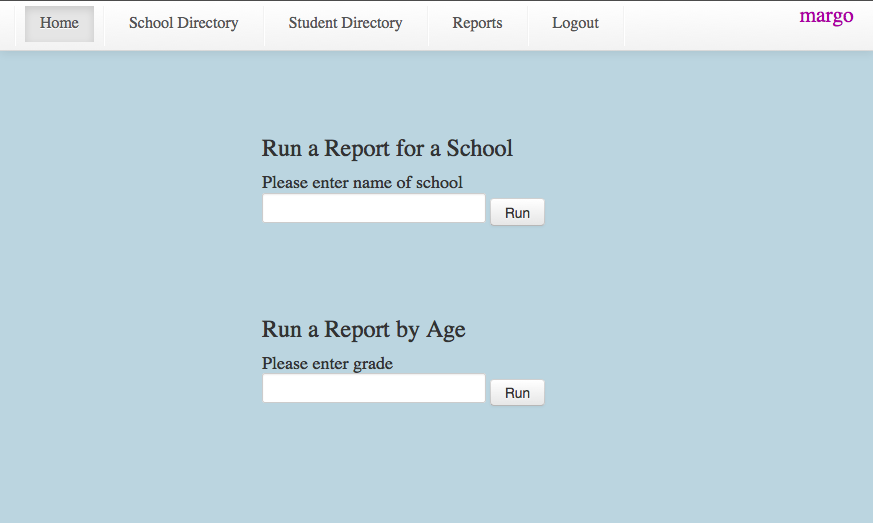 Home School Directory Student Directory Reports Logout margo
Run a Report for a School
Please enter name of school
Run
Run a Report by Age
Please enter grade
Run